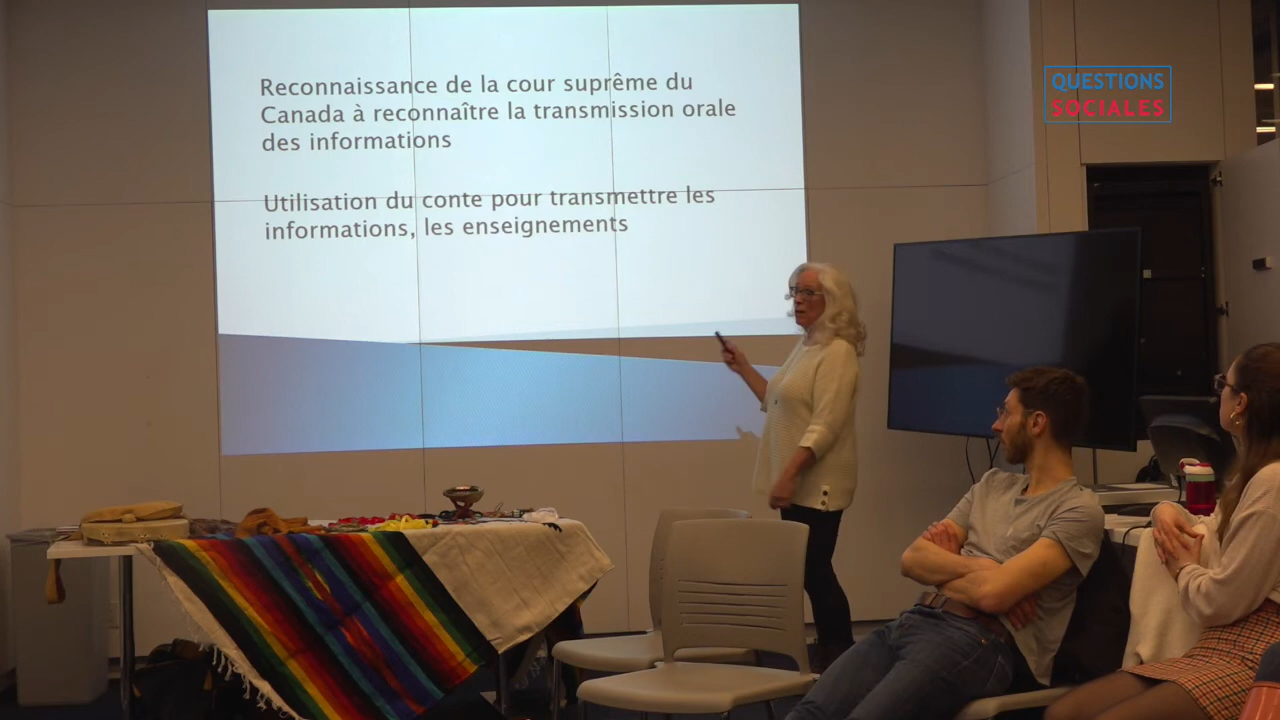 Reconnaissance de la cour suprême du
Canada à reconnaître la transmission orale
des informations
Utilisation du conte pour transmettre les
informations, les enseignements
QUESTIONS
SOCIALES